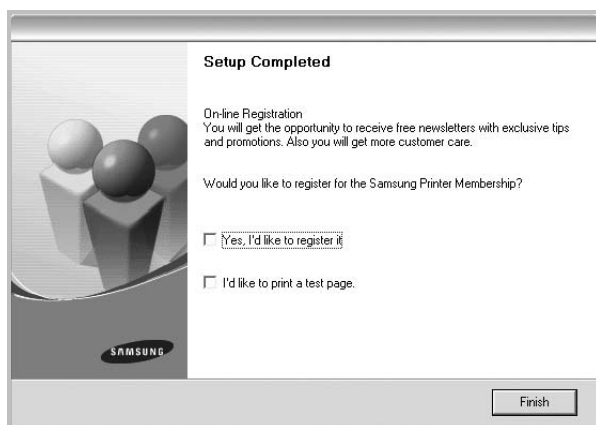 Setup Completed
On-line Registration
You will get the opportunity to receive free newsletters with exclusive tips
and promotions. Also you will get more customer care.
Would you like to register for the Samsung Printer Membership?
Yes, I'd like to register it
I'd like to print a test page.
SAMSUNG
Finish